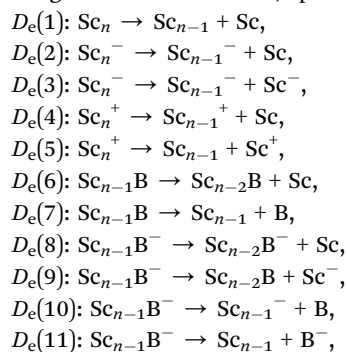 Dₑ(1): Scₙ → Scₙ₋₁ + Sc,
Dₑ(2): Scₙ⁻ → Scₙ₋₁⁻ + Sc,
Dₑ(3): Scₙ⁻ → Scₙ₋₁⁻ + Sc⁻,
Dₑ(4): Scₙ⁺ → Scₙ₋₁⁺ + Sc,
Dₑ(5): Scₙ⁺ → Scₙ₋₁ + Sc⁺,
Dₑ(6): Scₙ₋₁B → Scₙ₋₂B + Sc,
Dₑ(7): Scₙ₋₁B → Scₙ₋₁ + B,
Dₑ(8): Scₙ₋₁B⁻ → Scₙ₋₂B⁻ + Sc,
Dₑ(9): Scₙ₋₁B⁻ → Scₙ₋₂B + Sc⁻,
Dₑ(10): Scₙ₋₁B⁻ → Scₙ₋₁⁻ + B,
Dₑ(11): Scₙ₋₁B⁻ → Scₙ₋₁ + B⁻,